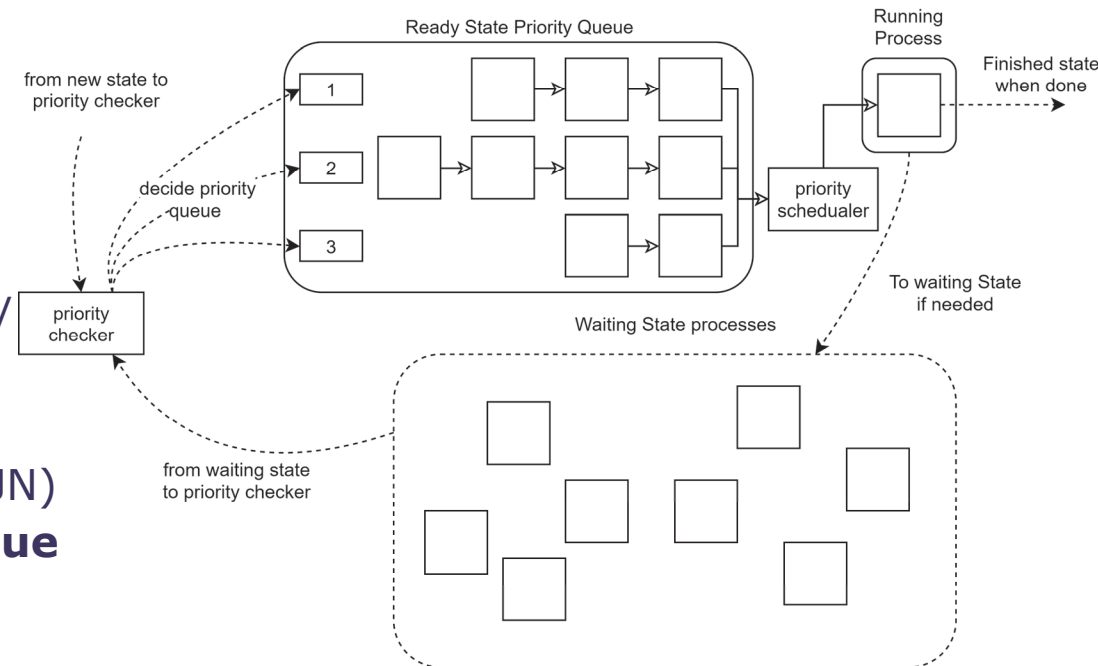 Ready State Priority Queue
Running
Process
from new state to
priority checker
Finished state
when done
1
2
3
decide priority
queue
priority
schedualer
priority
checker
To waiting State
if needed
Waiting State processes
from waiting state
to priority checker
/
UN)
ue